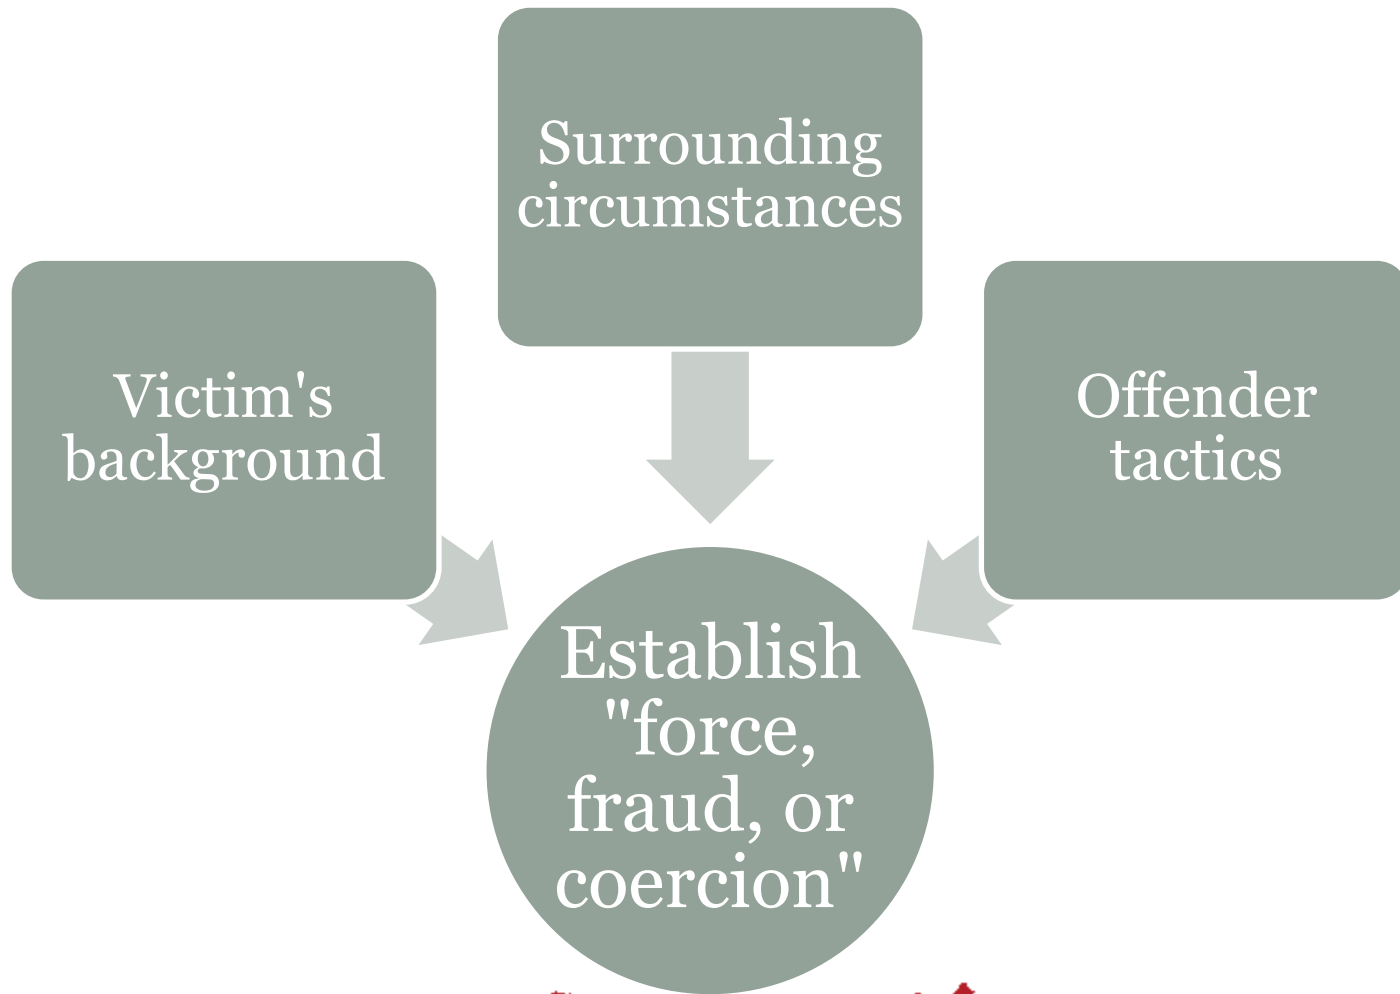 Surrounding
circumstances
Victim's
background
Offender
tactics
Establish
"force,
fraud, or
coercion"